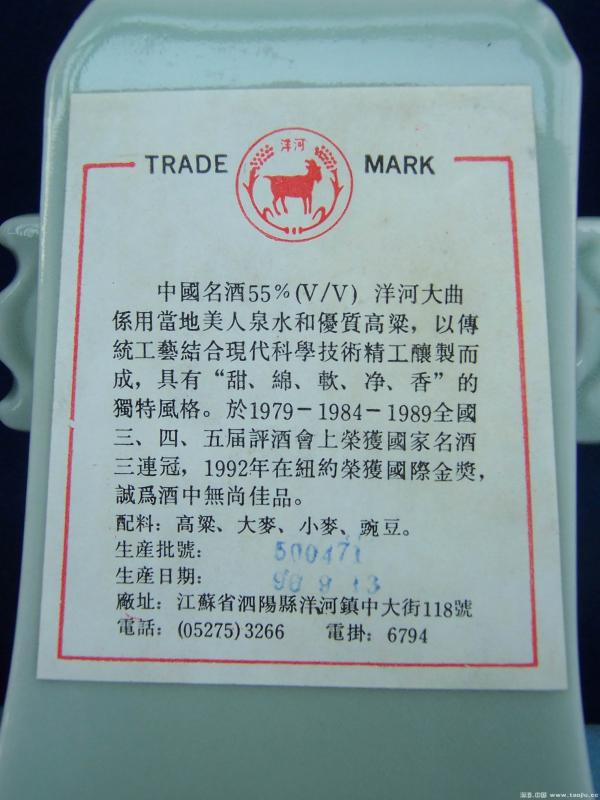 洋河
TRADE MARK
中國名酒55%(V/V) 洋河大曲
係用當地美人泉水和優質高粱，以傳
統工藝結合現代科學技術精工釀製而
成，具有“甜、綿、軟、净、香”的
獨特風格。於1979－1984－1989全國
三、四、五届評酒會上榮獲國家名酒
三連冠，1992年在紐約榮獲國際金獎，
誠爲酒中無尚佳品。
配料：高粱、大麥、小麥、豌豆。
生産批號：500471
生産日期：
廠址：江蘇省泗陽縣洋河鎮中大街118號
電話：(05275)3266 電掛：6794
www.taojiu.cc